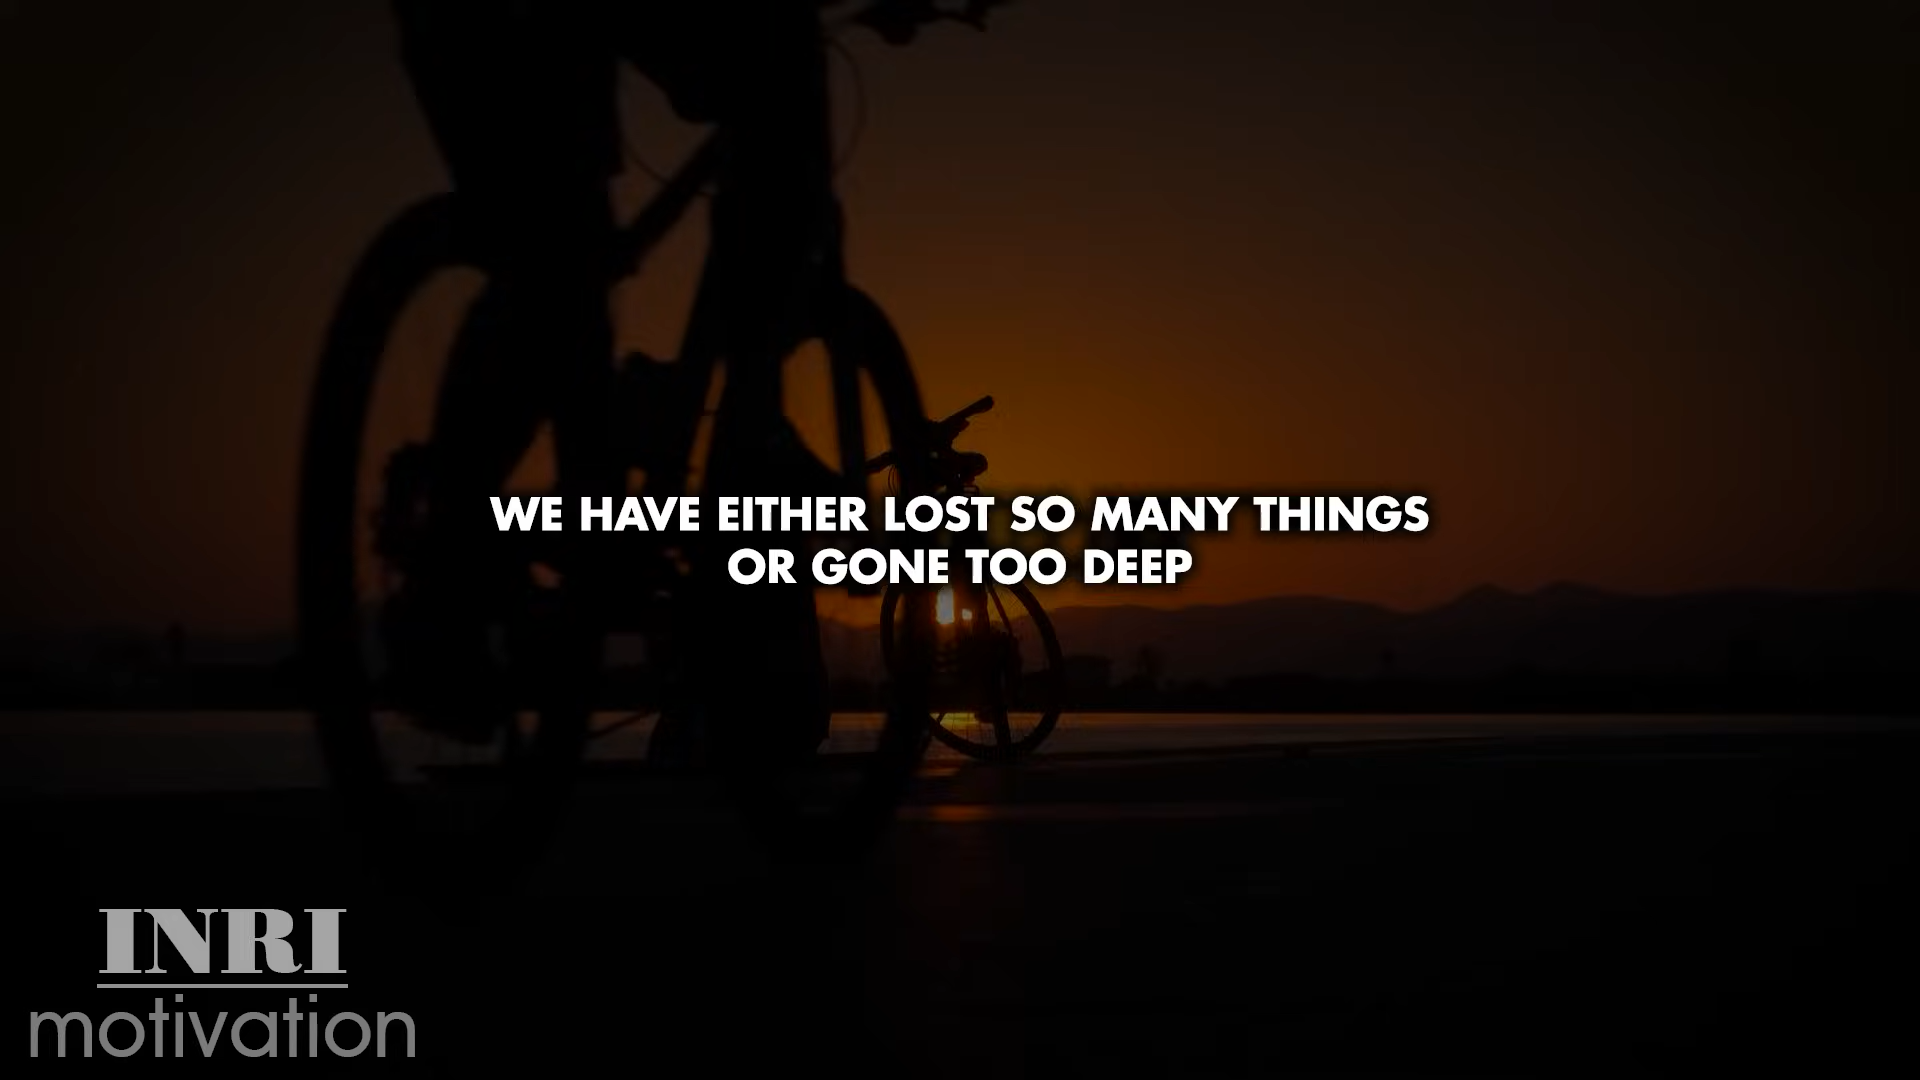 WE HAVE EITHER LOST SO MANY THINGS
OR GONE TOO DEEP
INRI
motivation